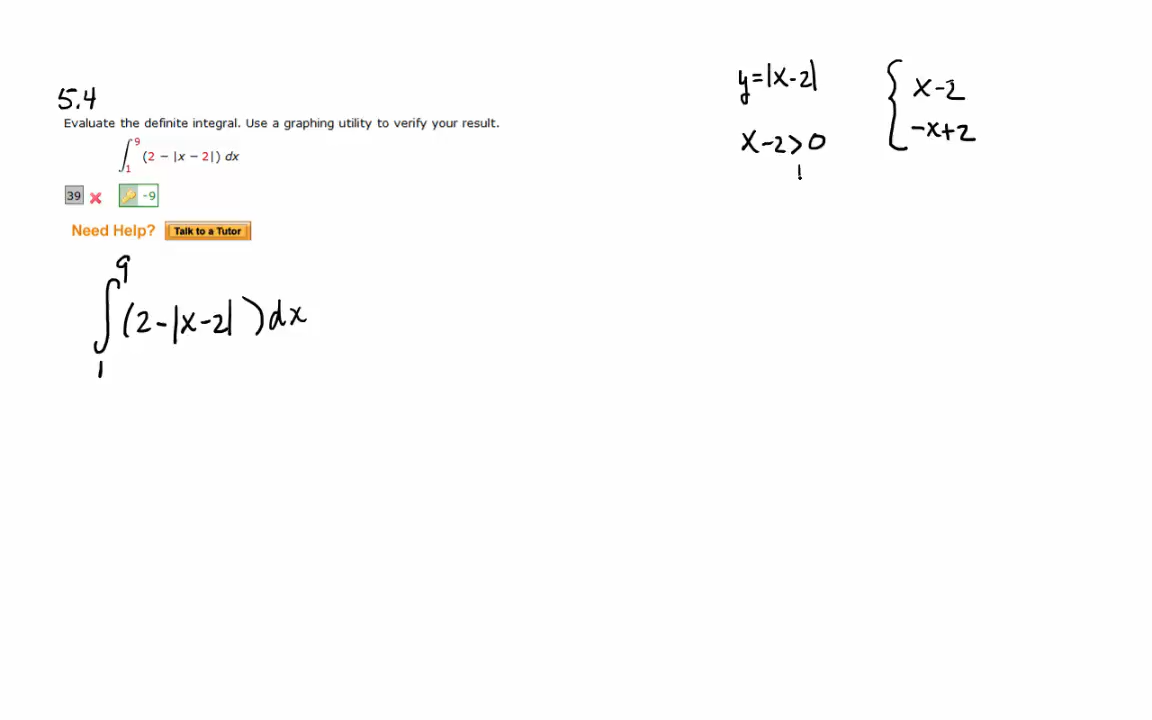 5.4
Evaluate the definite integral. Use a graphing utility to verify your result.
∫₁⁹ (2 − |x − 2|) dx
39 ✗ -9
Need Help? Talk to a Tutor
∫₁⁹ (2-|x-2|)dx
y=|x-2|
x-2>0
{ x-2
-x+2